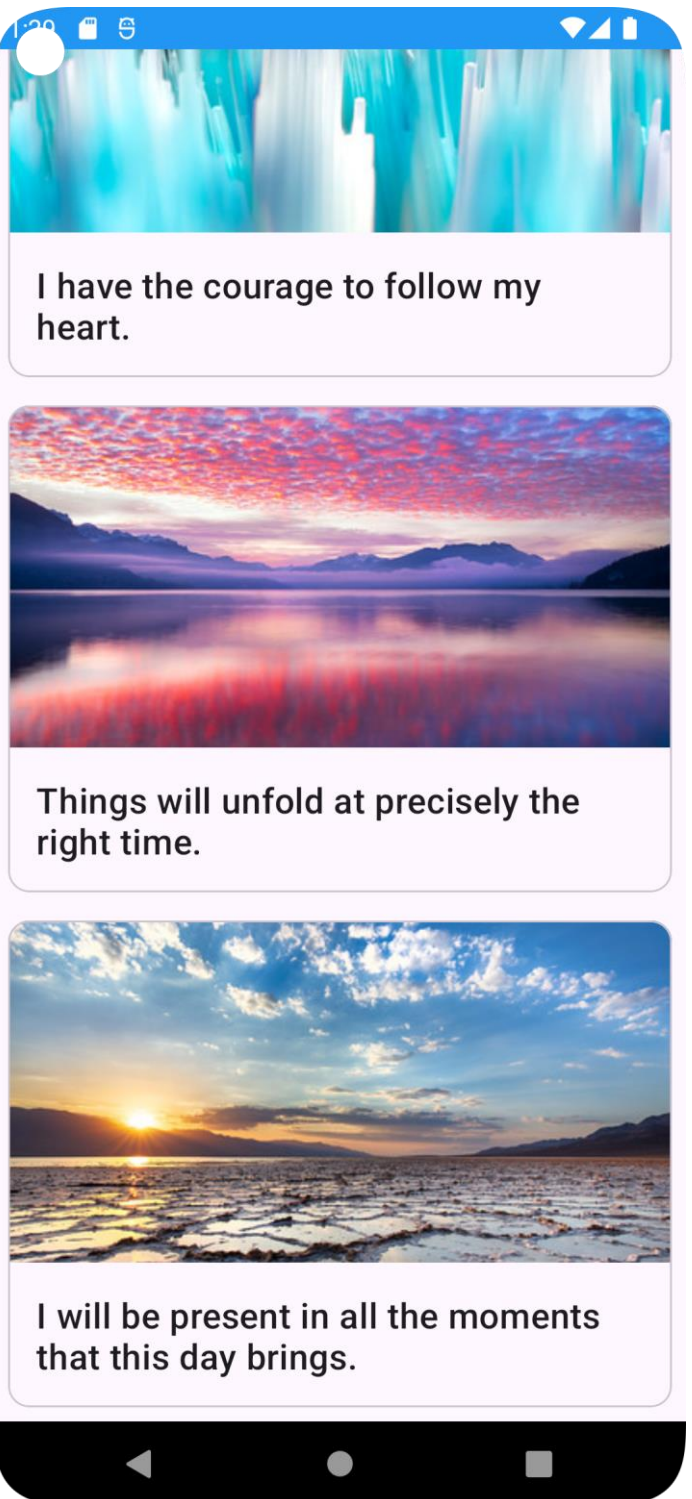 I have the courage to follow my
heart.
Things will unfold at precisely the
right time.
I will be present in all the moments
that this day brings.